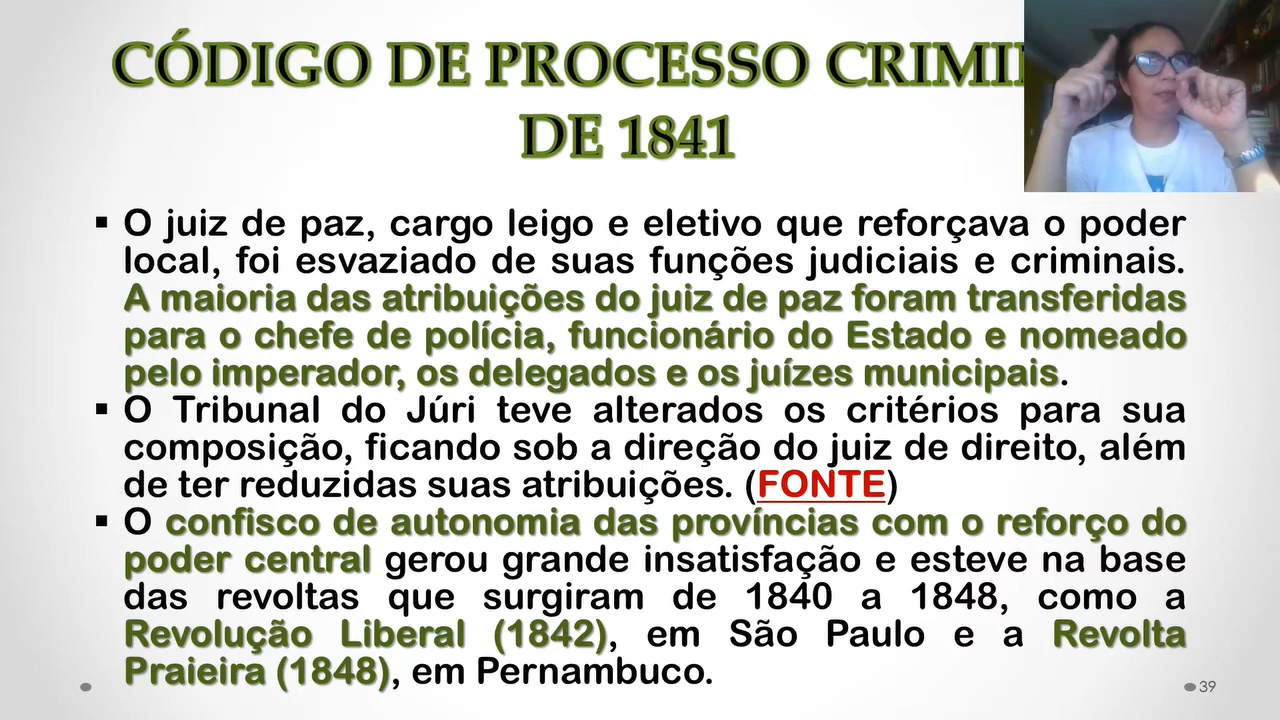 CÓDIGO DE PROCESSO
DE 1841
▪ O juiz de paz, cargo leigo e eletivo que reforçava o poder
local, foi esvaziado de suas funções judiciais e criminais.
A maioria das atribuições do juiz de paz foram transferidas
para o chefe de polícia, funcionário do Estado e nomeado
pelo imperador, os delegados e os juízes municipais.
▪ O Tribunal do Júri teve alterados os critérios para sua
composição, ficando sob a direção do juiz de direito, além
de ter reduzidas suas atribuições. (FONTE)
▪ O confisco de autonomia das províncias com o reforço do
poder central gerou grande insatisfação e esteve na base
das revoltas que surgiram de 1840 a 1848, como a
Revolução Liberal (1842), em São Paulo e a Revolta
Praieira (1848), em Pernambuco.
39